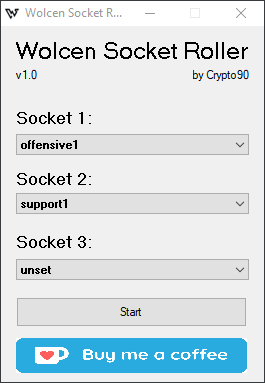 Wolcen Socket R...
Wolcen Socket Roller
v1.0 by Crypto90
Socket 1:
offensive1
Socket 2:
support1
Socket 3:
unset
Start
Buy me a coffee